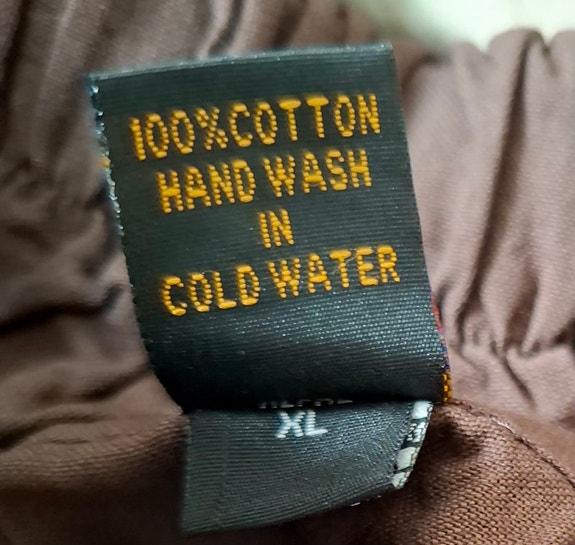 100%COTTON
HAND WASH
IN
COLD WATER
XL